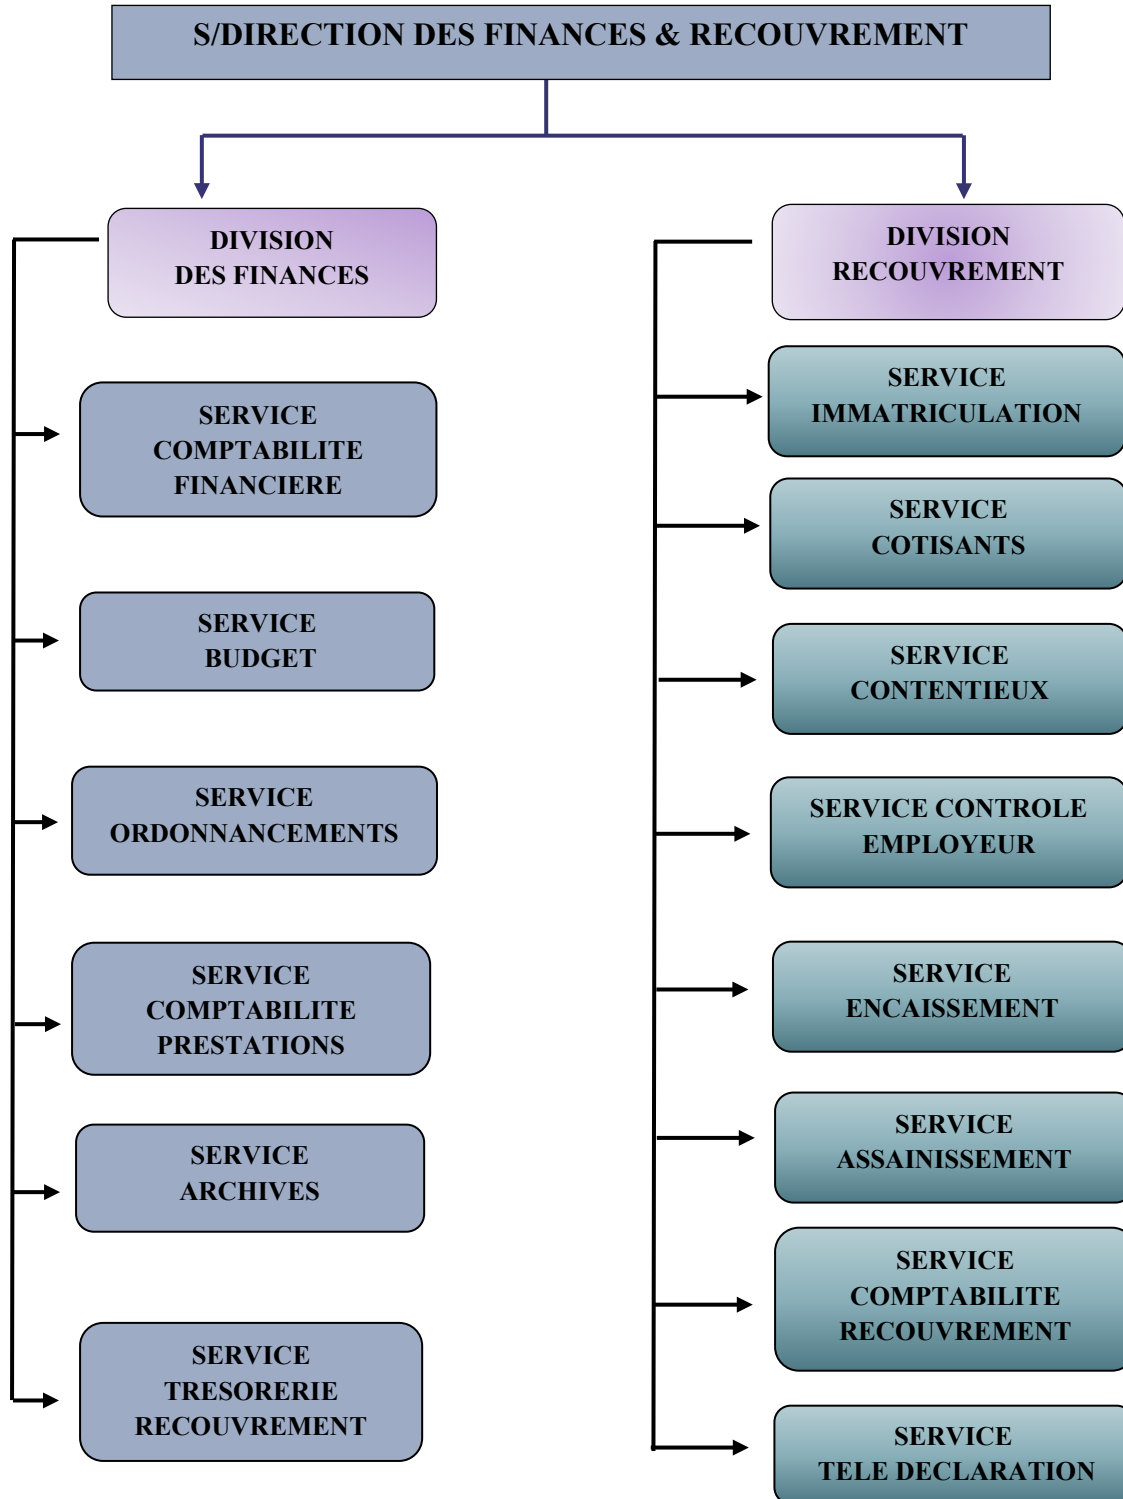 S/DIRECTION DES FINANCES & RECOUVREMENT
DIVISION
DES FINANCES
SERVICE
COMPTABILITE
FINANCIERE
SERVICE
BUDGET
SERVICE
ORDONNANCEMENTS
SERVICE
COMPTABILITE
PRESTATIONS
SERVICE
ARCHIVES
SERVICE
TRESORERIE
RECOUVREMENT
DIVISION
RECOUVREMENT
SERVICE
IMMATRICULATION
SERVICE
COTISANTS
SERVICE
CONTENTIEUX
SERVICE CONTROLE
EMPLOYEUR
SERVICE
ENCAISSEMENT
SERVICE
ASSAINISSEMENT
SERVICE
COMPTABILITE
RECOUVREMENT
SERVICE
TELE DECLARATION